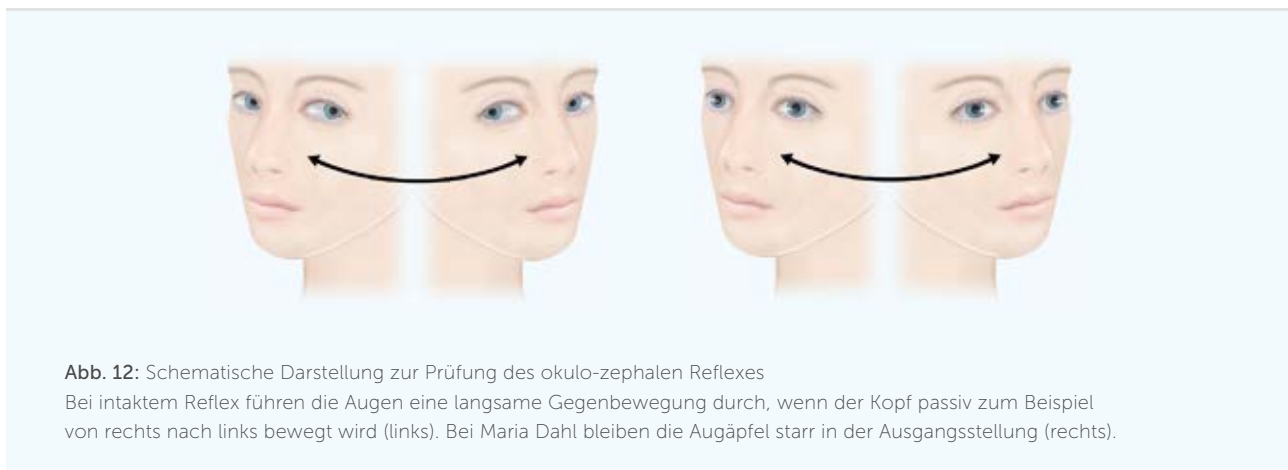 Abb. 12: Schematische Darstellung zur Prüfung des okulo-zephalen Reflexes
Bei intaktem Reflex führen die Augen eine langsame Gegenbewegung durch, wenn der Kopf passiv zum Beispiel
von rechts nach links bewegt wird (links). Bei Maria Dahl bleiben die Augäpfel starr in der Ausgangsstellung (rechts).